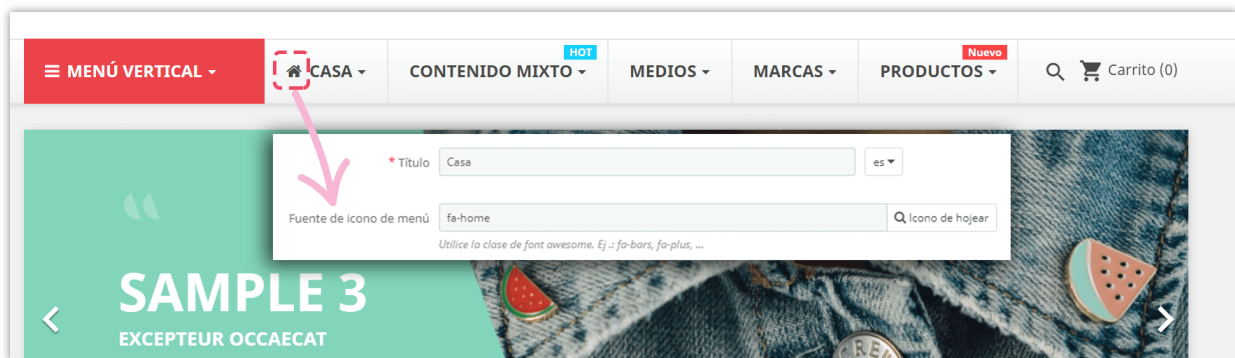 MENÚ VERTICAL
CASA
HOT
CONTENIDO MIXTO
MEDIOS
MARCAS
Nuevo
PRODUCTOS
Carrito (0)
* Título
Casa
es
Fuente de icono de menú
fa-home
Icono de hojear
Utilice la clase de font awesome. Ej .: fa-bars, fa-plus, ...
SAMPLE 3
EXCEPTEUR OCCAECAT